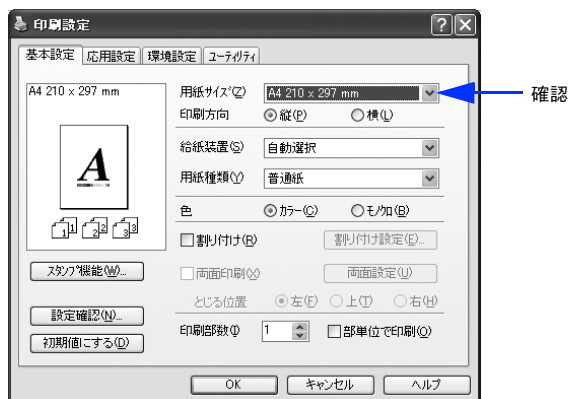 印刷設定
基本設定 応用設定 環境設定 ユーティリティ
A4 210 x 297 mm
用紙サイズ(Z) A4 210 x 297 mm
確認
印刷方向 縦(P) 横(L)
給紙装置(S) 自動選択
用紙種類(Y) 普通紙
色 カラー(C) モノクロ(B)
A
1 1 2 2 3 3
割り付け(R) 割り付け設定(E)...
スタンプ機能(W)...
両面印刷(X) 両面設定(U)
とじる位置 左(F) 上(T) 右(H)
設定確認(N)...
印刷部数(I) 1 部単位で印刷(O)
初期値にする(D)
OK キャンセル ヘルプ